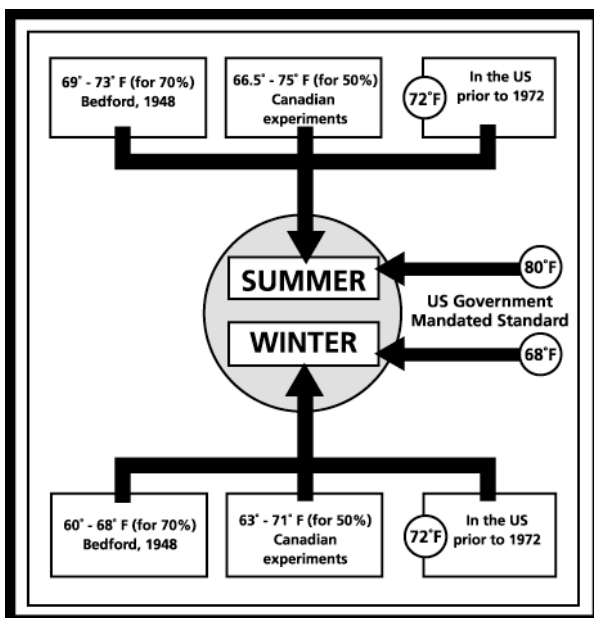 69° - 73° F (for 70%)
Bedford, 1948
66.5° - 75° F (for 50%)
Canadian
experiments
72°F
In the US
prior to 1972
SUMMER
80°F
US Government
Mandated Standard
WINTER
68°F
60° - 68° F (for 70%)
Bedford, 1948
63° - 71° F (for 50%)
Canadian
experiments
72°F
In the US
prior to 1972